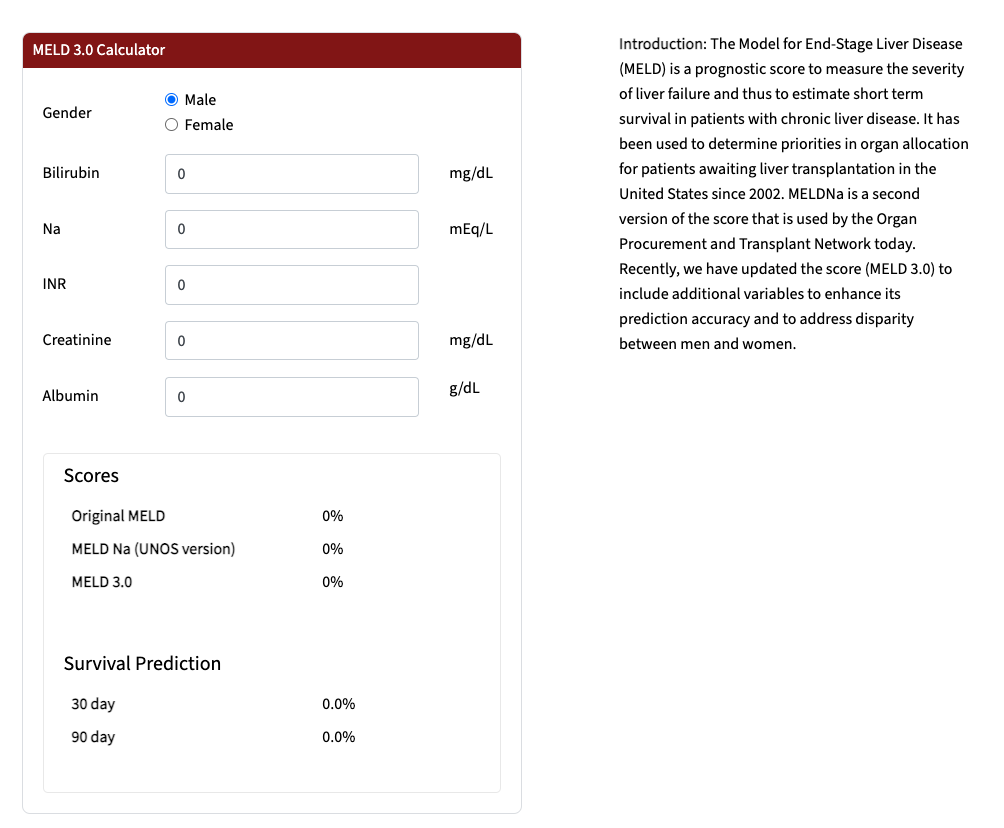 MELD 3.0 Calculator
Gender
Male
Female
Bilirubin 0 mg/dL
Na 0 mEq/L
INR 0
Creatinine 0 mg/dL
Albumin 0 g/dL
Scores
Original MELD 0%
MELD Na (UNOS version) 0%
MELD 3.0 0%
Survival Prediction
30 day 0.0%
90 day 0.0%
Introduction: The Model for End-Stage Liver Disease
(MELD) is a prognostic score to measure the severity
of liver failure and thus to estimate short term
survival in patients with chronic liver disease. It has
been used to determine priorities in organ allocation
for patients awaiting liver transplantation in the
United States since 2002. MELDNa is a second
version of the score that is used by the Organ
Procurement and Transplant Network today.
Recently, we have updated the score (MELD 3.0) to
include additional variables to enhance its
prediction accuracy and to address disparity
between men and women.